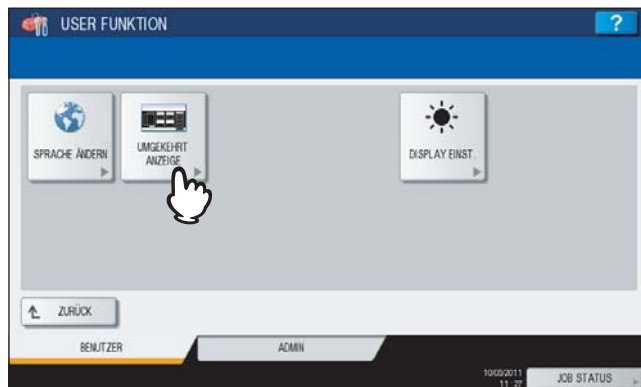 USER FUNKTION
?
SPRACHE ÄNDERN
UMGEKEHRT
ANZEIGE
DISPLAY EINST
ZURÜCK
BENUTZER
ADMIN
10/05/2011
11:27
JOB STATUS